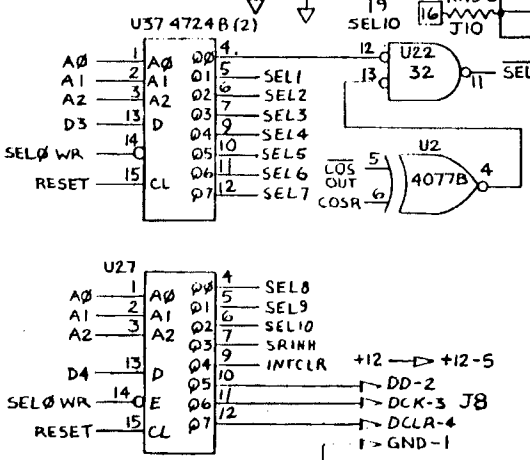 19
SEL10
16
J10
U37 4724B(2)
A0 1 A0 Q0 4
A1 2 A1 Q1 5 SEL1
A2 3 A2 Q2 6 SEL2
Q3 7 SEL3
D3 13 D Q4 9 SEL4
SEL0 WR 14 Q5 10 SEL5
Q6 11 SEL6
RESET 15 CL Q7 12 SEL7
12 U22
13 32 11
U2
LOS OUT 5 4077B 4
COSR 6
U27
A0 1 A0 Q0 4 SEL8
A1 2 A1 Q1 5 SEL9
A2 3 A2 Q2 6 SEL10
Q3 7 SRINH
D4 13 D Q4 9 INTCLR
SEL0 WR 14 E Q5 10 DD-2
Q6 11 DCK-3 J8
RESET 15 CL Q7 12 DCLR-4
GND-1
+12 +12-5